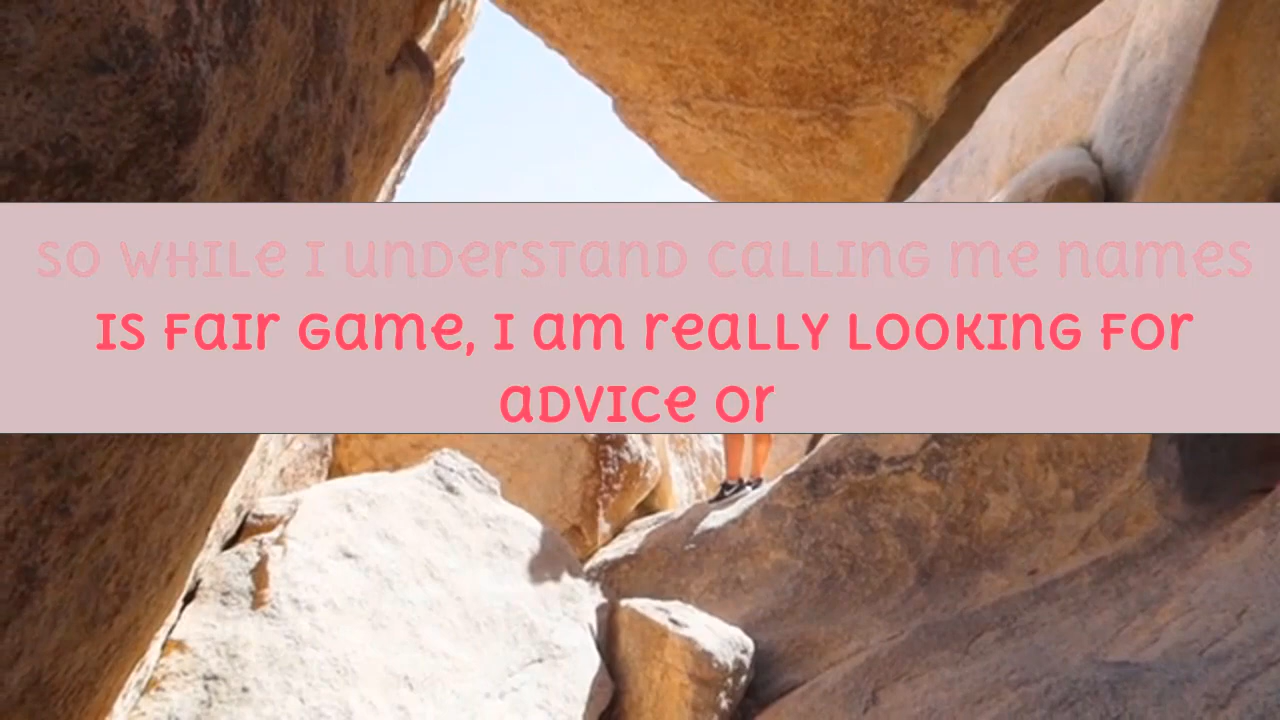 so while I understand calling me names
is fair game, I am really looking for
advice or